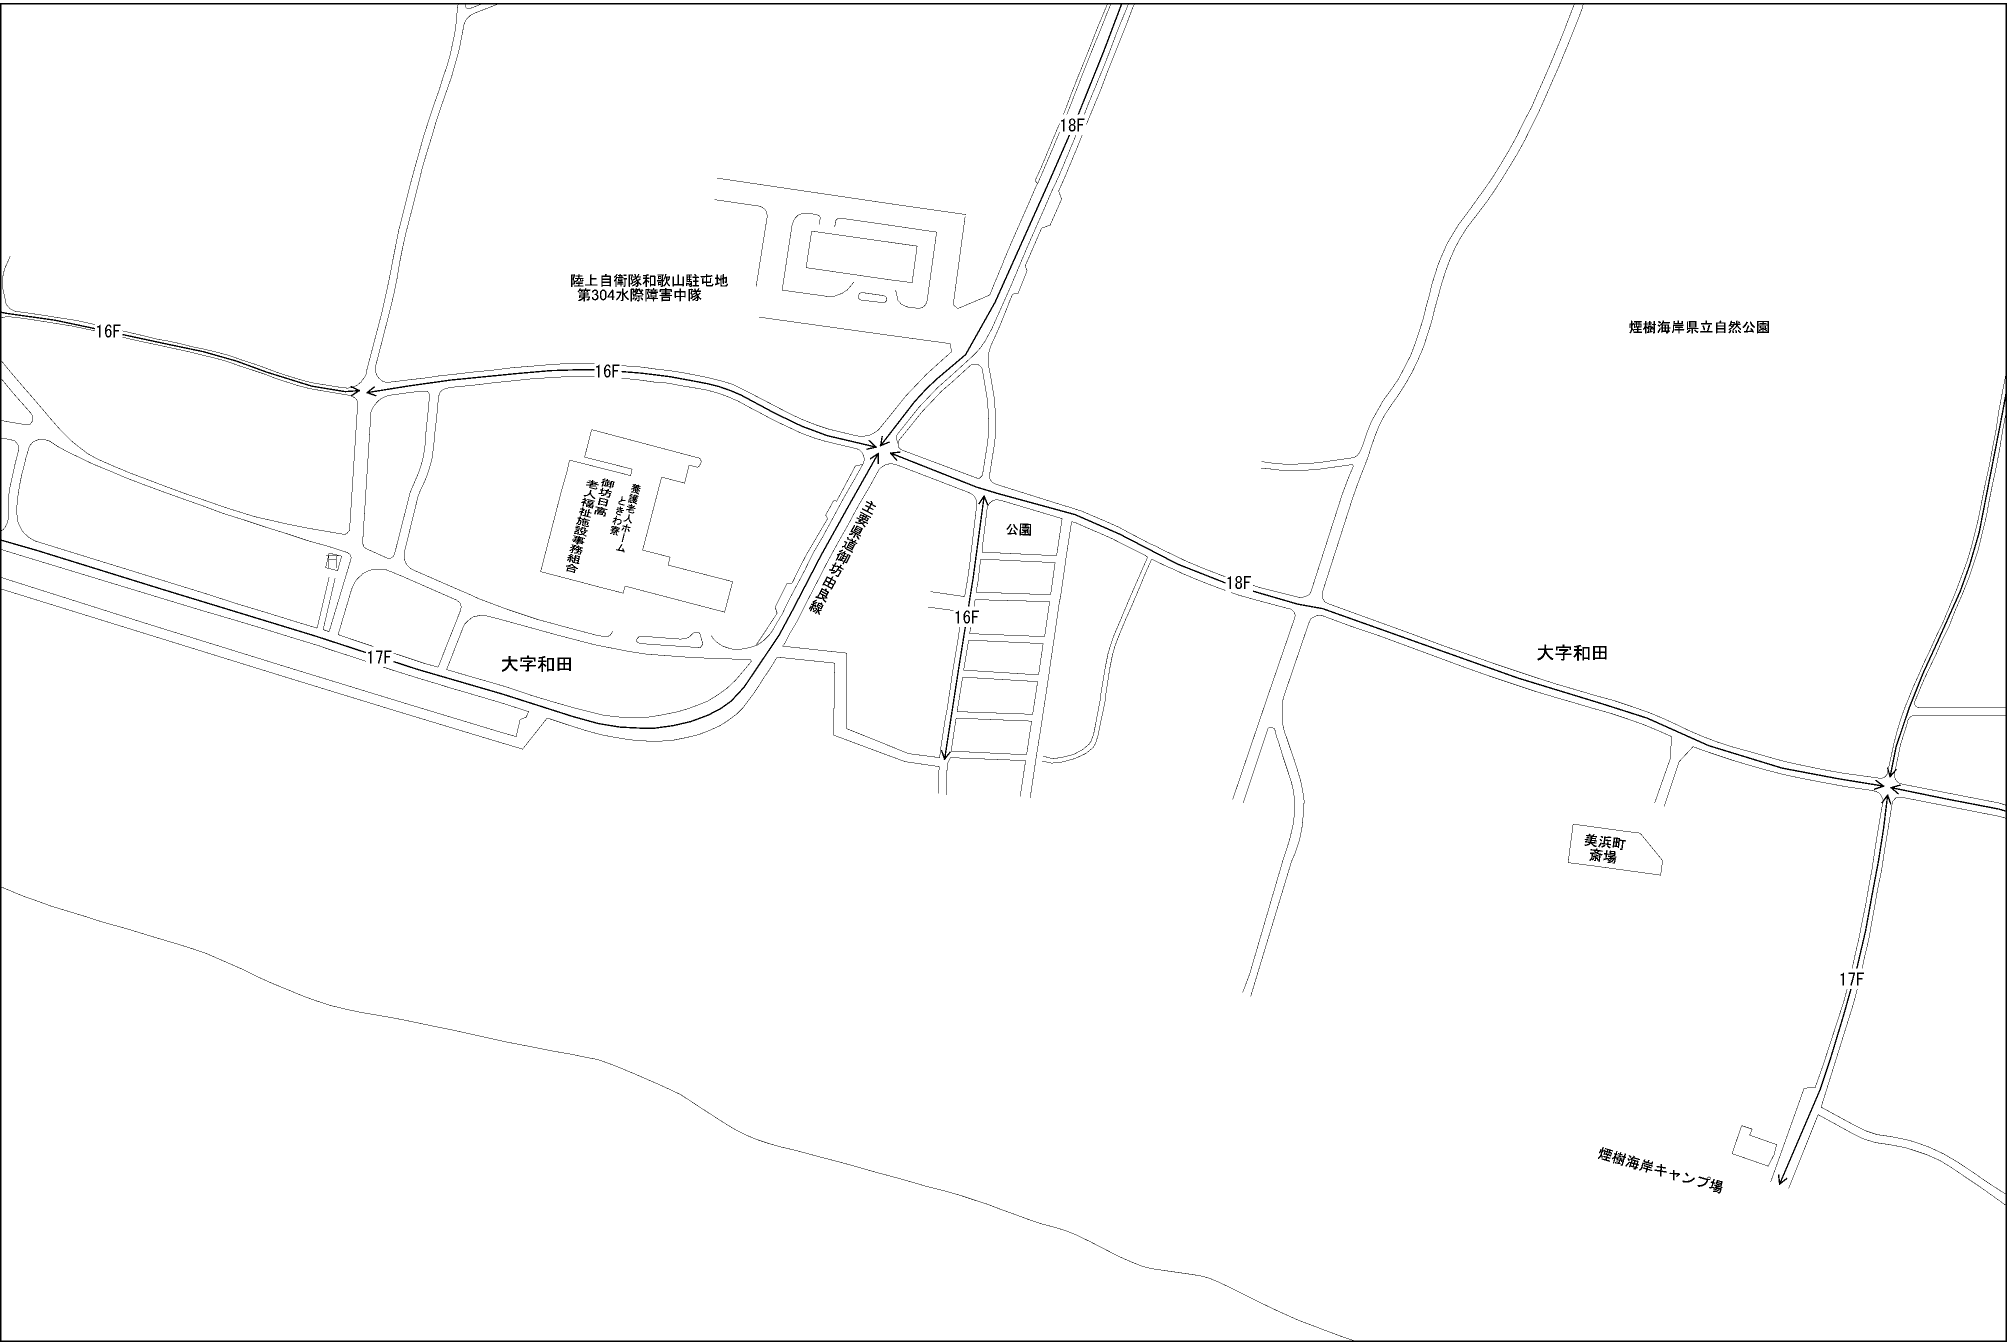 18F
陸上自衛隊和歌山駐屯地
第304水際障害中隊
煙樹海岸県立自然公園
16F
16F
養護老人ホーム
ときわ寮
御坊日高
老人福祉施設事務組合
主要県道御坊由良線
公園
18F
16F
17F
大字和田
大字和田
美浜町
斎場
17F
煙樹海岸キャンプ場